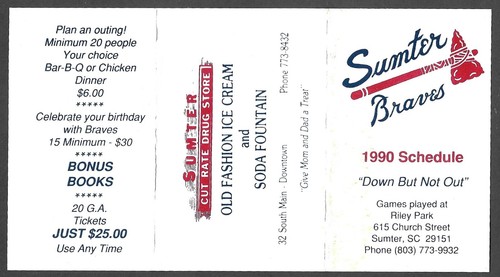 Plan an outing!
Minimum 20 people
Your choice
Bar-B-Q or Chicken
Dinner
$6.00
*****
Celebrate your birthday
with Braves
15 Minimum - $30
*****
BONUS
BOOKS
*****
20 G.A.
Tickets
JUST $25.00
Use Any Time
SUMTER
CUT RATE DRUG STORE
OLD FASHION ICE CREAM
and
SODA FOUNTAIN
32 South Main - Downtown Phone 773-8432
"Give Mom and Dad a Treat"
Sumter
Braves
1990 Schedule
"Down But Not Out"
Games played at
Riley Park
615 Church Street
Sumter, SC 29151
Phone (803) 773-9932